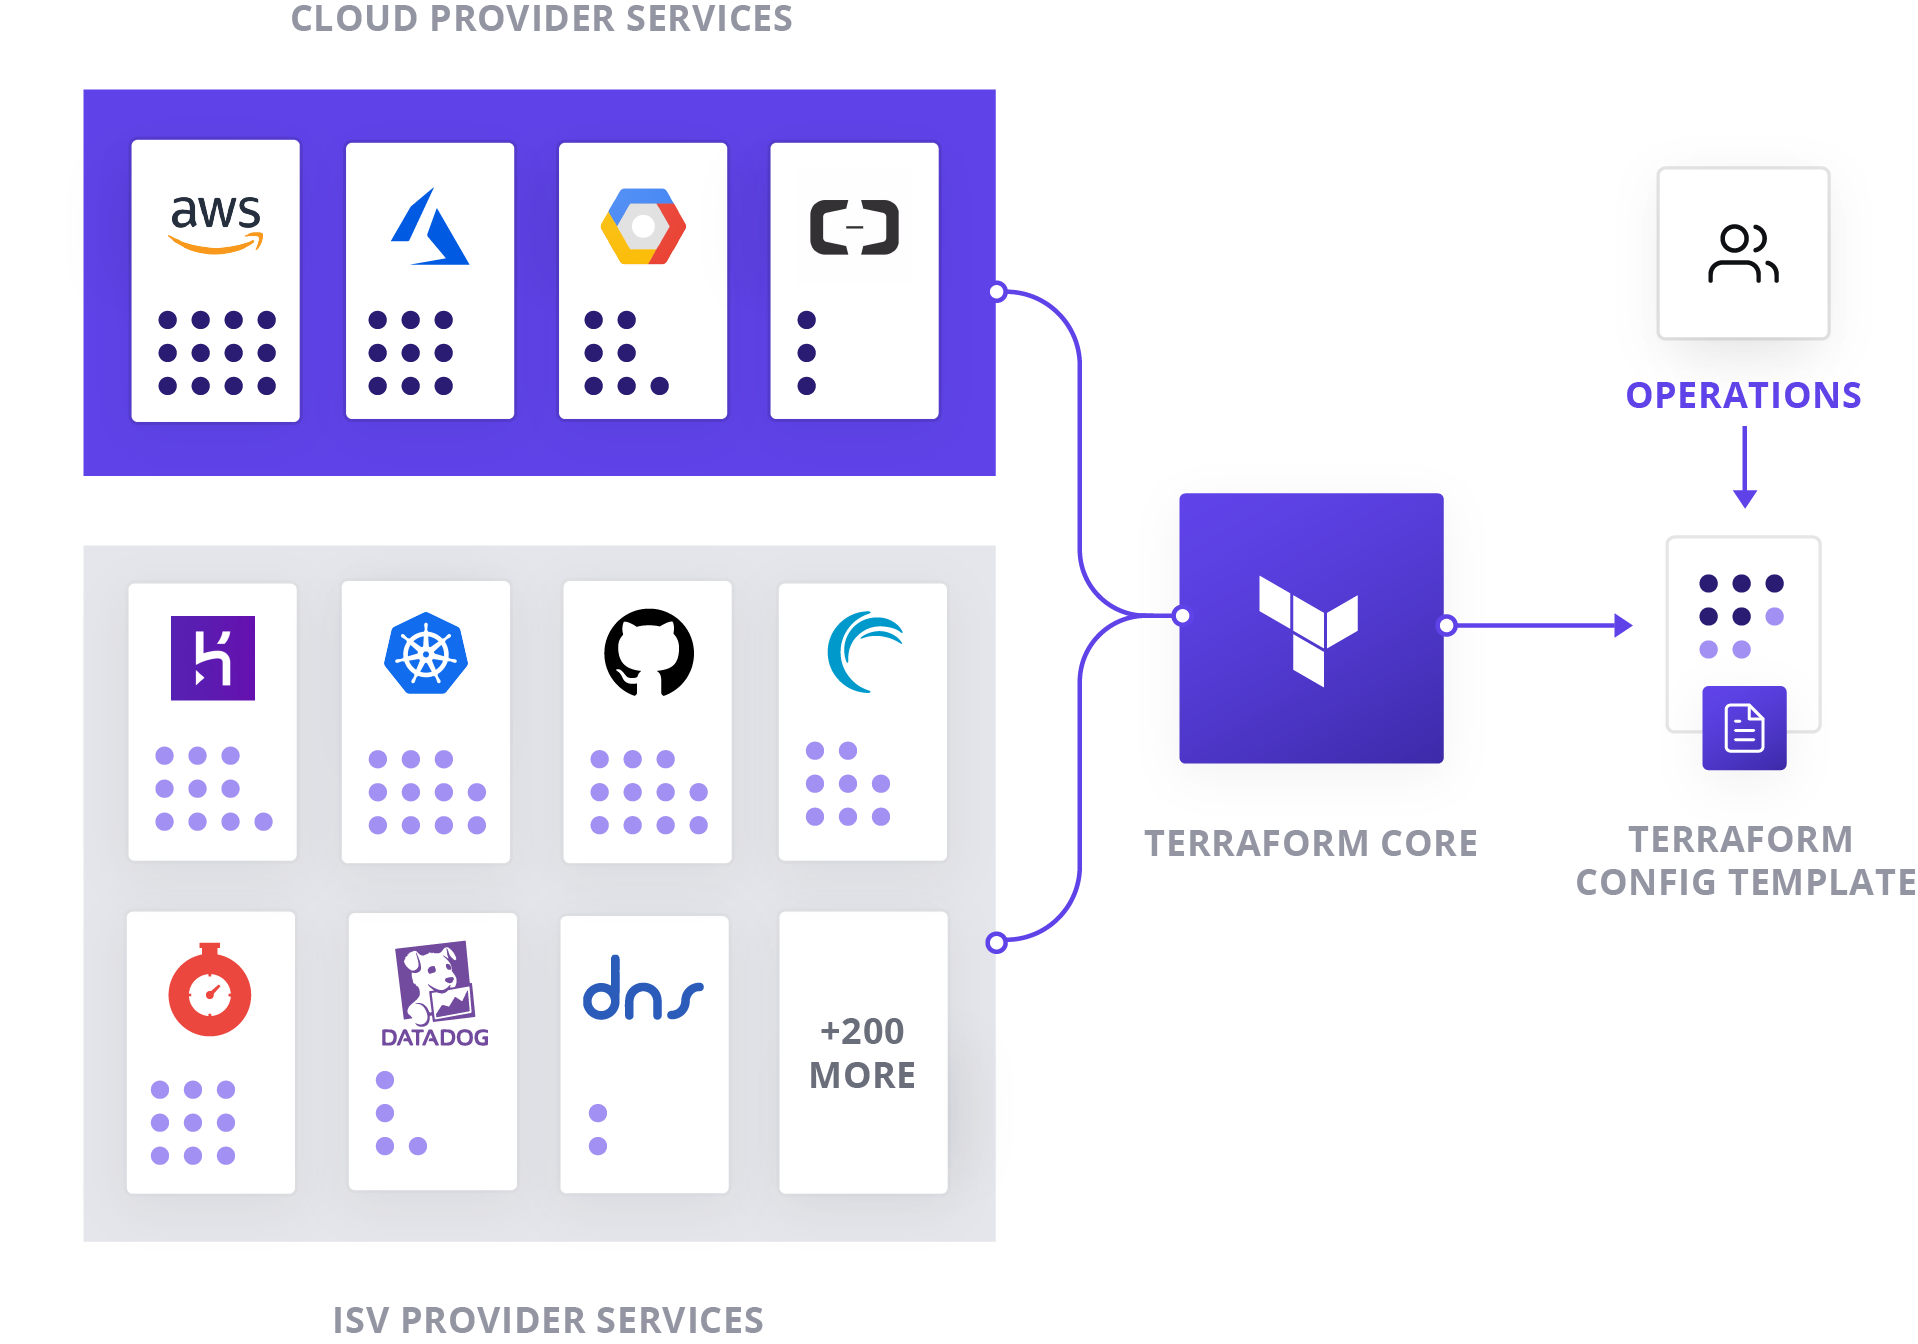 CLOUD PROVIDER SERVICES
aws
OPERATIONS
TERRAFORM CORE
TERRAFORM
CONFIG TEMPLATE
DATADOG
dns
+200
MORE
ISV PROVIDER SERVICES